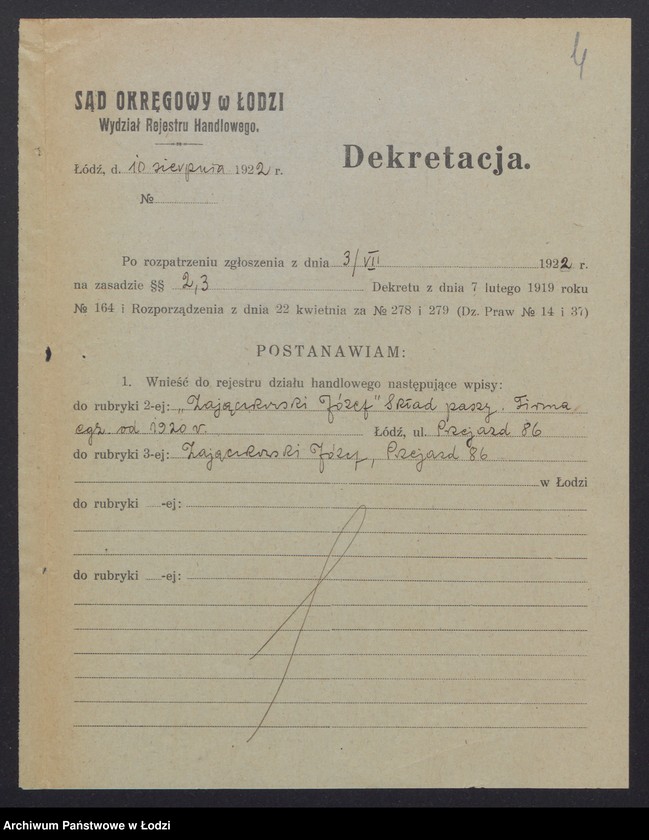 4
SĄD OKRĘGOWY w ŁODZI
Wydział Rejestru Handlowego.
Dekretacja.
Łódź, d. 10 sierpnia 1922 r.
№
Po rozpatrzeniu zgłoszenia z dnia 3/VII 1922 r.
na zasadzie §§ 2,3 Dekretu z dnia 7 lutego 1919 roku
№ 164 i Rozporządzenia z dnia 22 kwietnia za № 278 i 279 (Dz. Praw № 14 i 37)
POSTANAWIAM:
1. Wnieść do rejestru działu handlowego następujące wpisy:
do rubryki 2-ej: „Zajączkowski Józef" Skład paszy. Firma
egz. od 1920 r. Łódź, ul. Przejazd 86
do rubryki 3-ej: Zajączkowski Józef, Przejazd 86
w Łodzi
do rubryki -ej:
do rubryki -ej:
Archiwum Państwowe w Łodzi